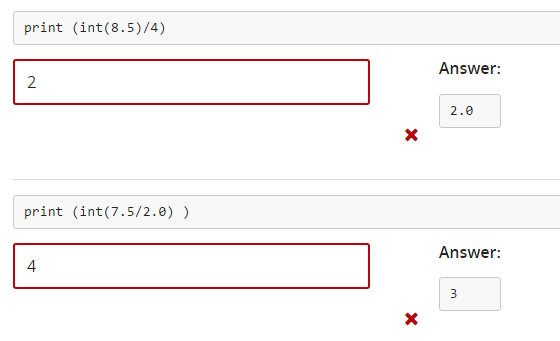 print (int(8.5)/4)
2
Answer:
2.0
print (int(7.5/2.0) )
4
Answer:
3